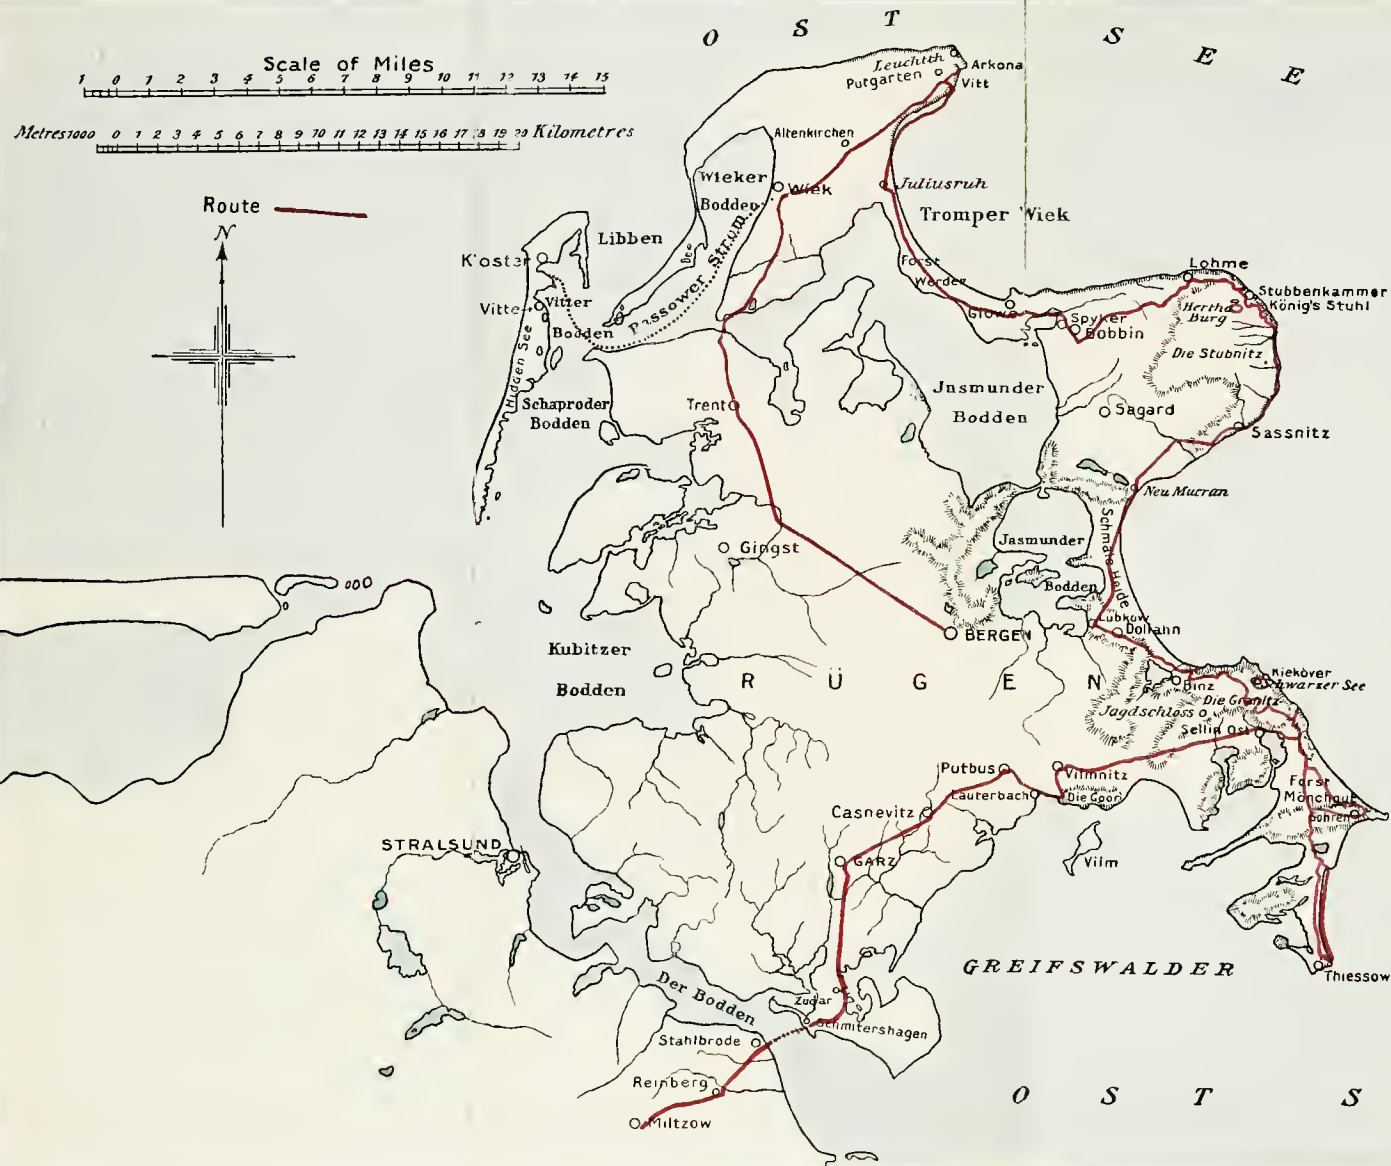 O S T S E E
Scale of Miles
1 0 1 2 3 4 5 6 7 8 9 10 11 12 13 14 15
Metres 1000 0 1 2 3 4 5 6 7 8 9 10 11 12 13 14 15 16 17 18 19 20 Kilometres
Route
N
Leuchtth
Arkona
Putgarten
Vitt
Altenkirchen
Wieker
Bodden
Wiek
Juliusruh
Tromper Wiek
Libben
Kloster
Passower Strom
Vitte
Vitter
Bodden
Hidden See
Forst
Werder
Glowe
Lohme
Stubbenkammer
König's Stuhl
Hertha
Burg
Spyker
Bobbin
Die Stubnitz
Schaproder
Bodden
Trent
Jasmunder
Bodden
Sagard
Sassnitz
Neu Mucran
Schmale Heide
Gingst
Jasmunder
Bodden
BERGEN
Lubkow
Dollahn
Kubitzer
Bodden
R Ü G E N
Kieköver
Schwarzer See
Binz
Die Granitz
Jagdschloss
Sellin Ost
Putbus
Vilmnitz
Lauterbach
Die Goor
Forst
Mönchgut
Göhren
Casnevitz
STRALSUND
GARZ
Vilm
GREIFSWALDER
Thiessow
Der Bodden
Zudar
Schmitershagen
Stahlbrode
Reinberg
Miltzow
O S T S